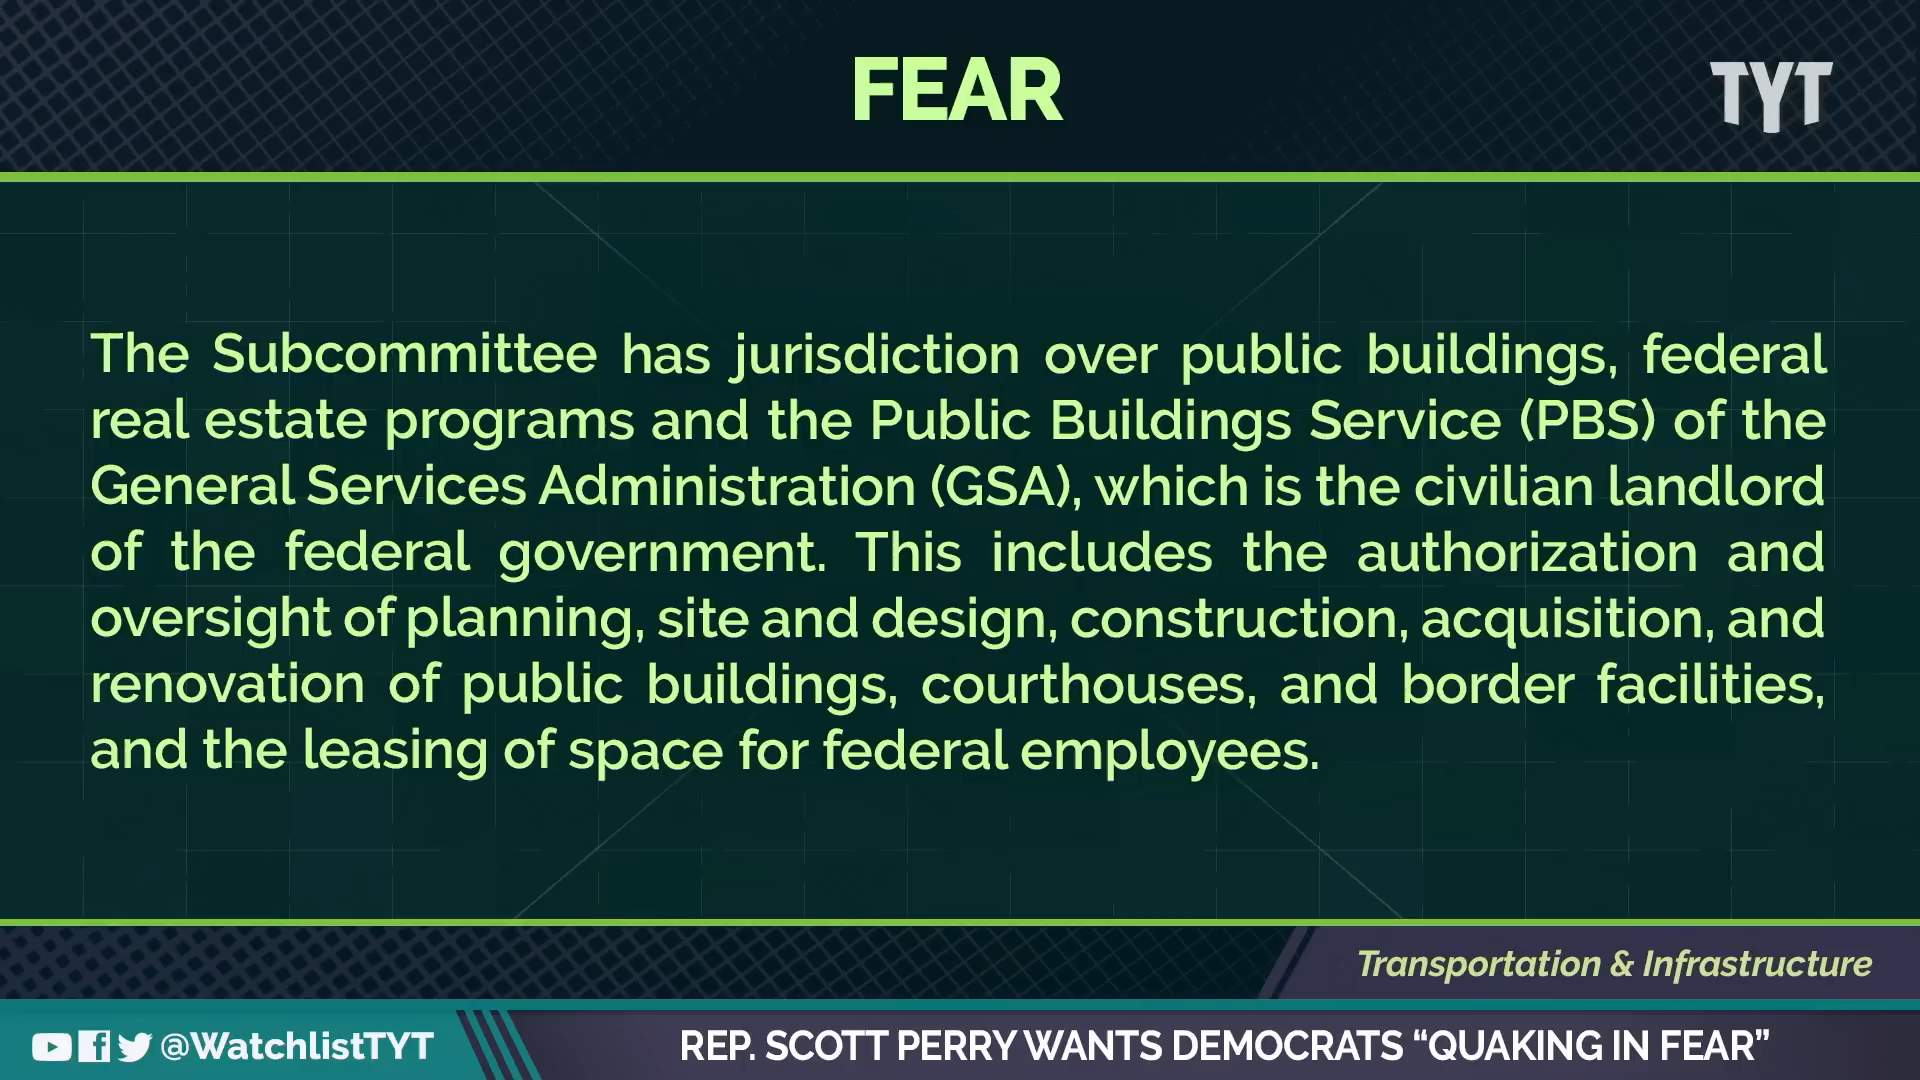 FEAR
TYT
The Subcommittee has jurisdiction over public buildings, federal
real estate programs and the Public Buildings Service (PBS) of the
General Services Administration (GSA), which is the civilian landlord
of the federal government. This includes the authorization and
oversight of planning, site and design, construction, acquisition, and
renovation of public buildings, courthouses, and border facilities,
and the leasing of space for federal employees.
Transportation & Infrastructure
@WatchlistTYT
REP. SCOTT PERRY WANTS DEMOCRATS “QUAKING IN FEAR”